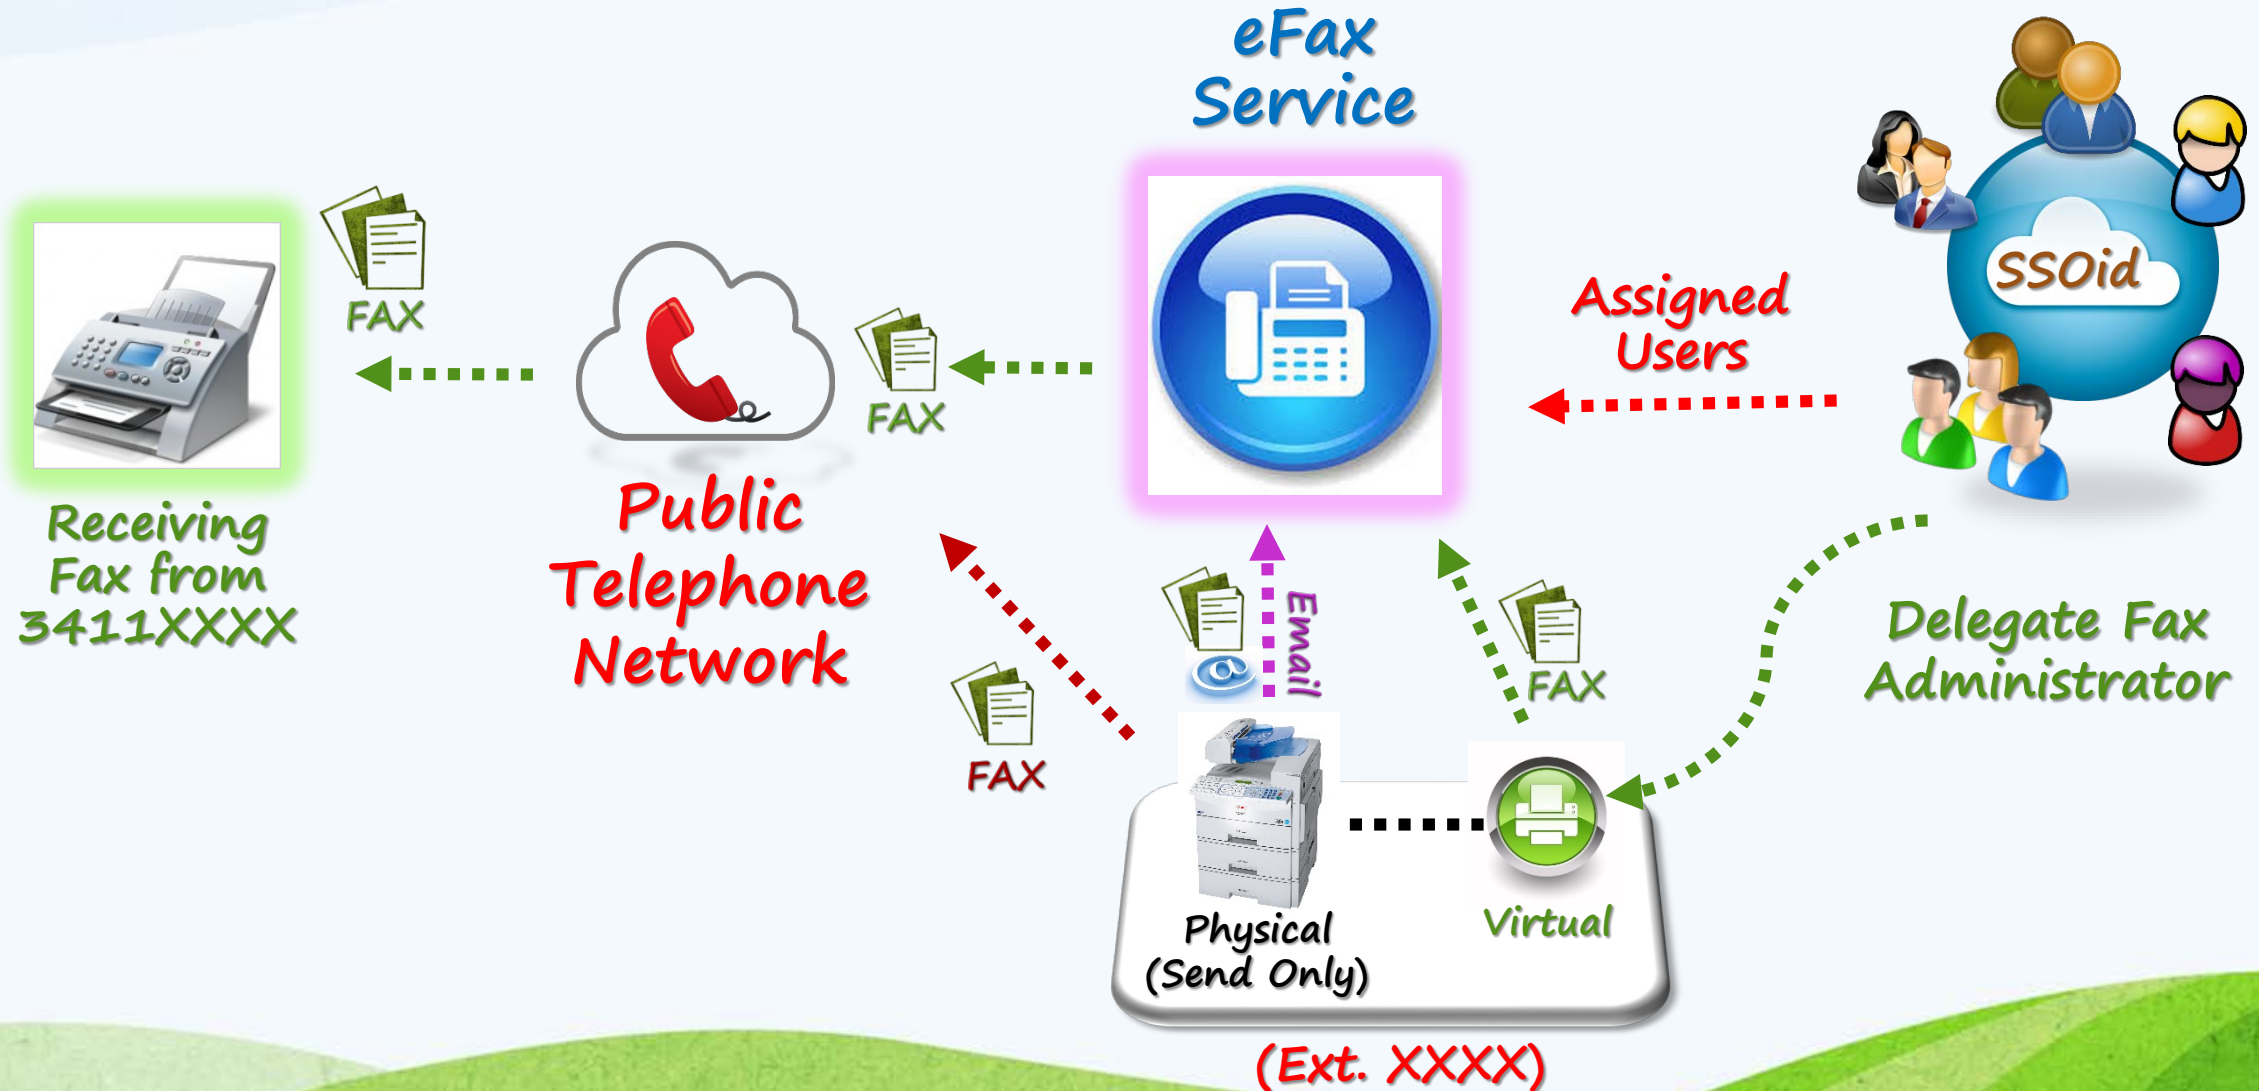 eFax
Service
SSOid
Assigned
Users
FAX
FAX
Receiving
Fax from
3411XXXX
Public
Telephone
Network
Email
FAX
FAX
Delegate Fax
Administrator
Physical
(Send Only)
Virtual
(Ext. XXXX)